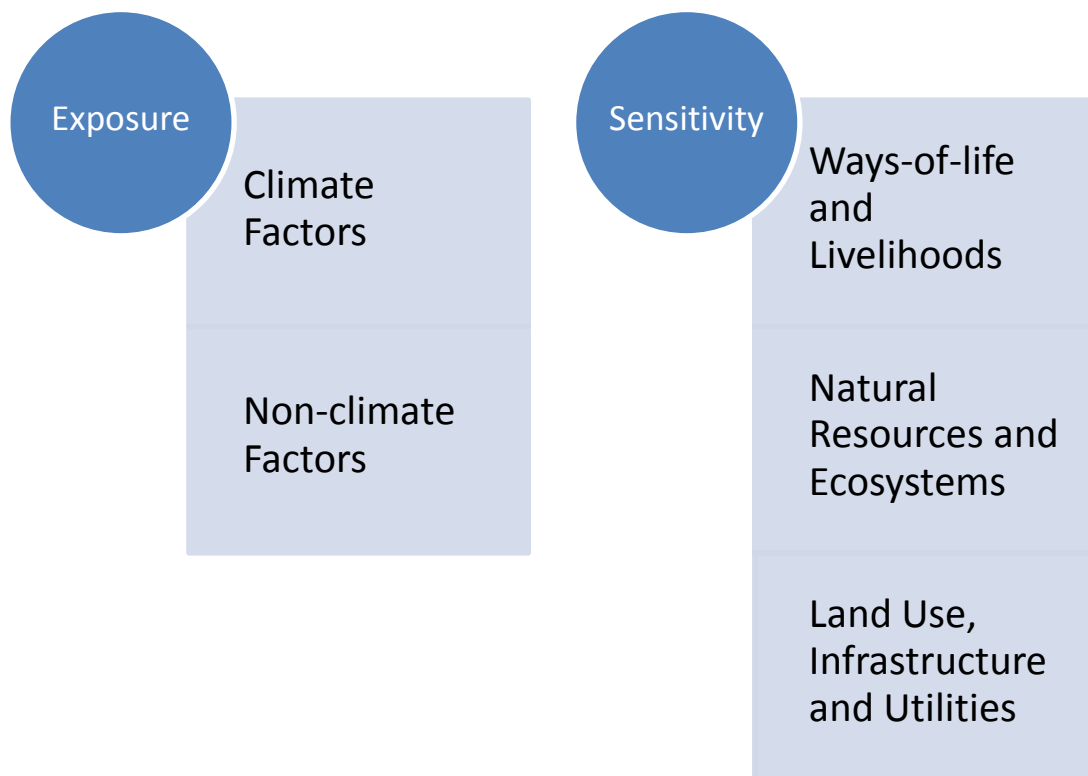 Exposure
Climate
Factors
Non-climate
Factors
Sensitivity
Ways-of-life
and
Livelihoods
Natural
Resources and
Ecosystems
Land Use,
Infrastructure
and Utilities